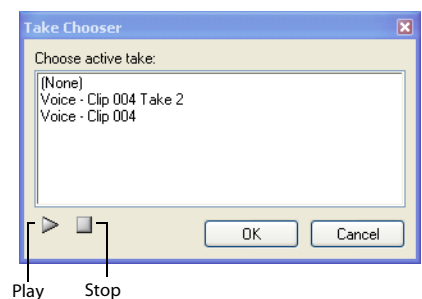 Take Chooser
Choose active take:
(None)
Voice - Clip 004 Take 2
Voice - Clip 004
OK Cancel
Play Stop